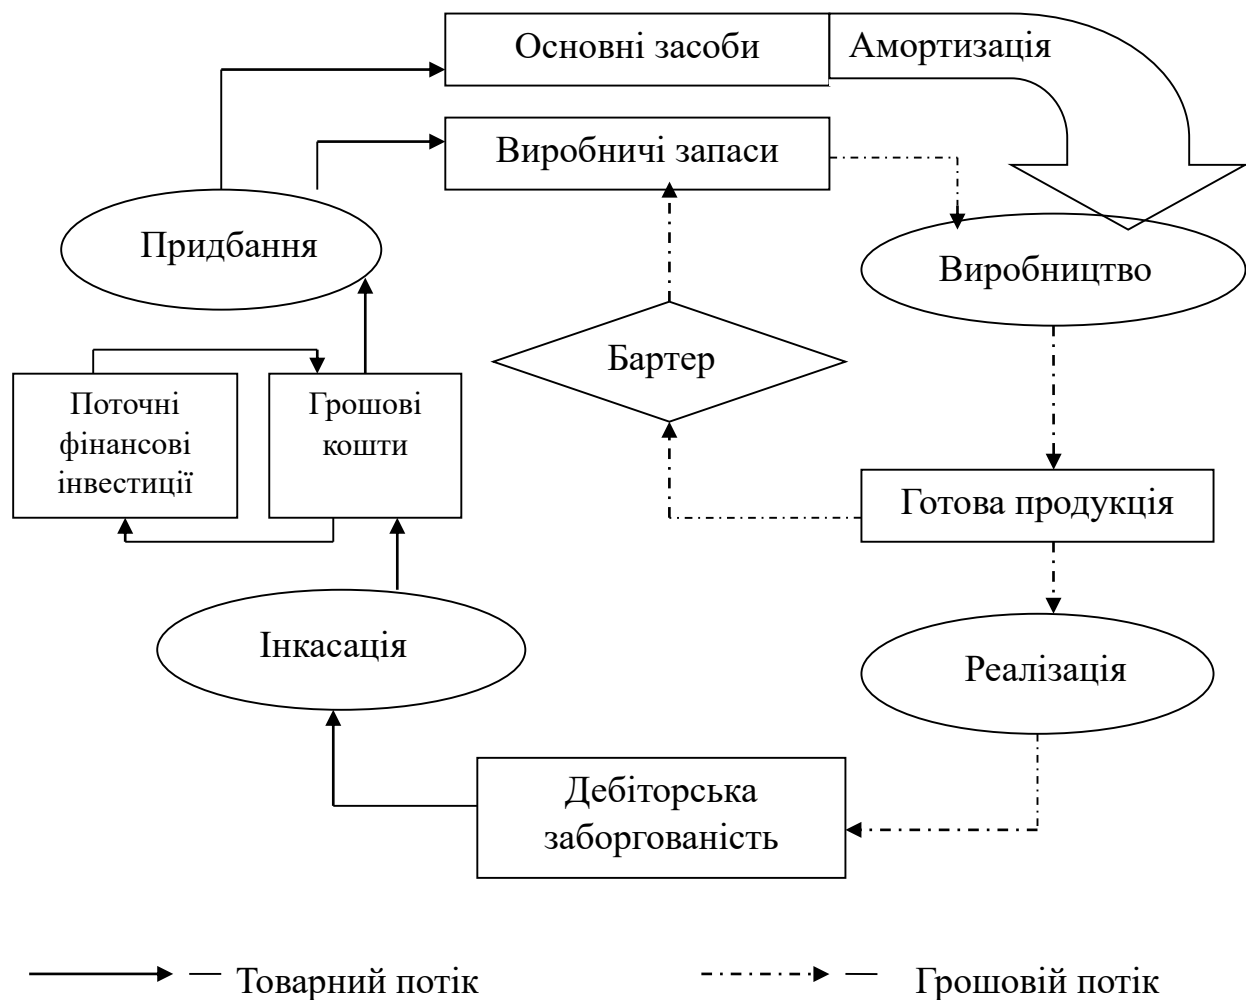 Основні засоби
Амортизація
Виробничі запаси
Придбання
Виробництво
Бартер
Поточні
фінансові
інвестиції
Грошові
кошти
Готова продукція
Інкасація
Реалізація
Дебіторська
заборгованість
— Товарний потік
— Грошовій потік